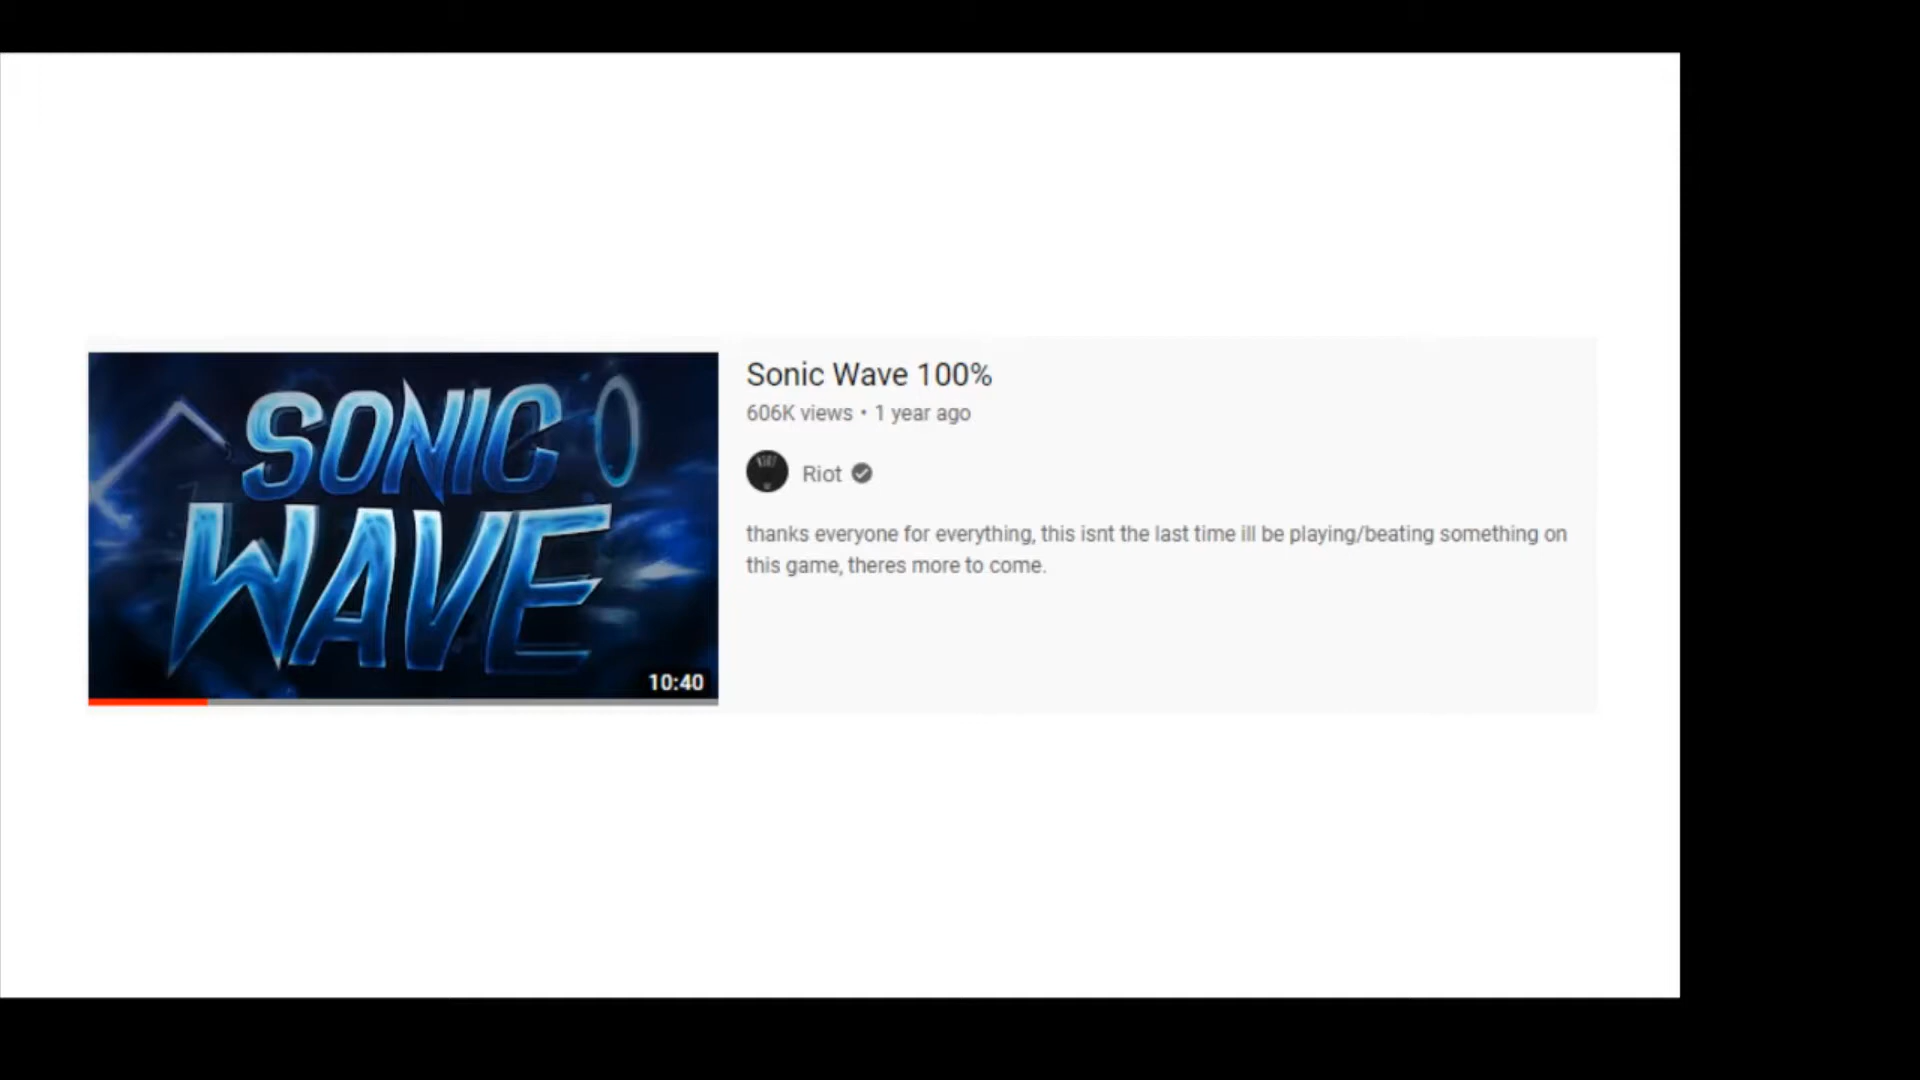 SONIC
WAVE
10:40
Sonic Wave 100%
606K views • 1 year ago
Riot
thanks everyone for everything, this isnt the last time ill be playing/beating something on
this game, theres more to come.